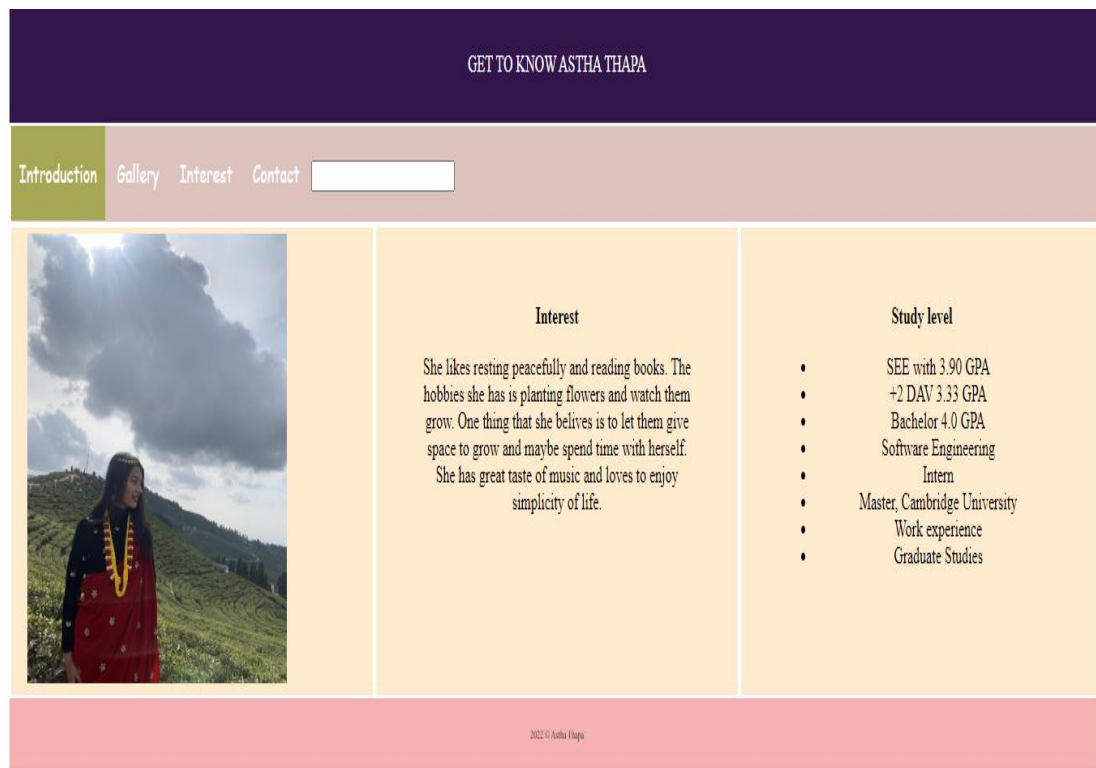 GET TO KNOW ASTHA THAPA
Introduction Gallery Interest Contact
Interest
She likes resting peacefully and reading books. The
hobbies she has is planting flowers and watch them
grow. One thing that she belives is to let them give
space to grow and maybe spend time with herself.
She has great taste of music and loves to enjoy
simplicity of life.
Study level
• SEE with 3.90 GPA
• +2 DAV 3.33 GPA
• Bachelor 4.0 GPA
• Software Engineering
• Intern
• Master, Cambridge University
• Work experience
• Graduate Studies
2022 © Astha Thapa